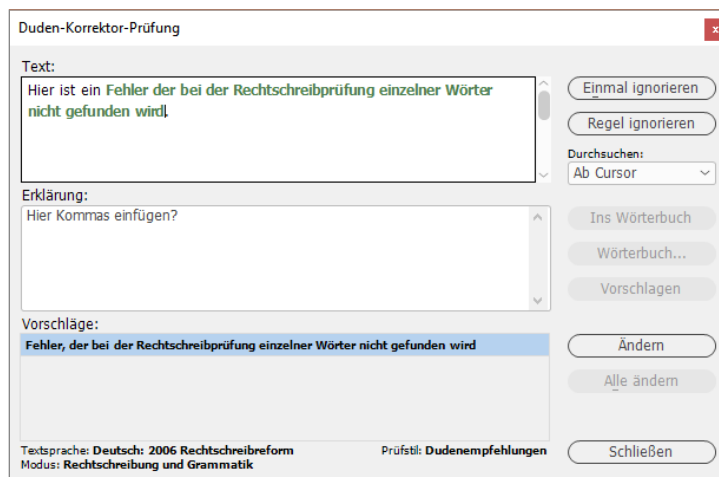 Duden-Korrektor-Prüfung
x
Text:
Hier ist ein Fehler der bei der Rechtschreibprüfung einzelner Wörter
nicht gefunden wird.
Einmal ignorieren
Regel ignorieren
Durchsuchen:
Ab Cursor
Erklärung:
Hier Kommas einfügen?
Ins Wörterbuch
Wörterbuch...
Vorschlagen
Vorschläge:
Fehler, der bei der Rechtschreibprüfung einzelner Wörter nicht gefunden wird
Ändern
Alle ändern
Textsprache: Deutsch: 2006 Rechtschreibreform
Prüfstil: Dudenempfehlungen
Modus: Rechtschreibung und Grammatik
Schließen